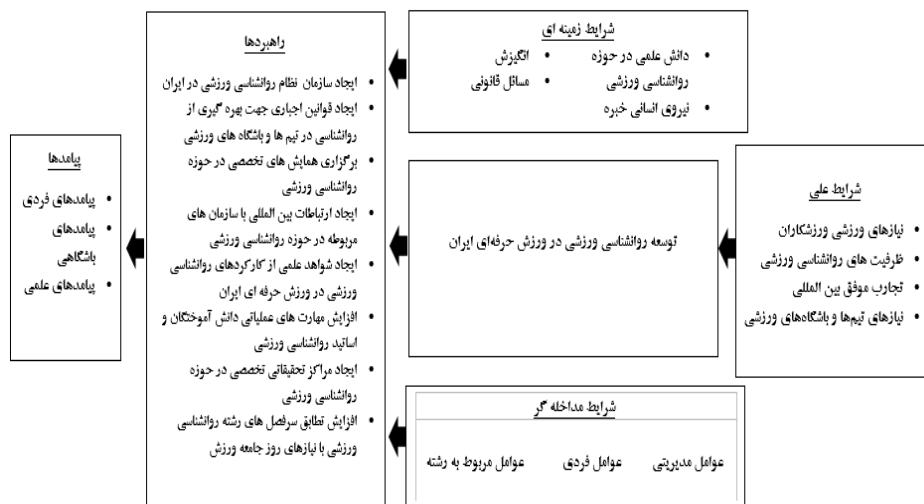 شرایط زمینه ای
دانش علمی در حوزه
روانشناسی ورزشی
نیروی انسانی خبره
انگیزش
مسائل قانونی
شرایط علی
نیازهای ورزشی ورزشکاران
ظرفیت های روانشناسی ورزشی
تجارب موفق بین المللی
نیازهای تیم‌ها و باشگاه‌های ورزشی
توسعه روانشناسی ورزشی در ورزش حرفه‌ای ایران
شرایط مداخله گر
عوامل مدیریتی
عوامل فردی
عوامل مربوط به رشته
راهبردها
ایجاد سازمان نظام روانشناسی ورزشی در ایران
ایجاد قوانین اجباری جهت بهره گیری از
روانشناسی در تیم ها و باشگاه های ورزشی
برگزاری همایش های تخصصی در حوزه
روانشناسی ورزشی
ایجاد ارتباطات بین المللی با سازمان های
مربوطه در حوزه روانشناسی ورزشی
ایجاد شواهد علمی از کارکردهای روانشناسی
ورزشی در ورزش حرفه ای ایران
افزایش مهارت های عملیاتی دانش آموختگان و
اساتید روانشناسی ورزشی
ایجاد مراکز تحقیقاتی تخصصی در حوزه
روانشناسی ورزشی
افزایش تطابق سرفصل های رشته روانشناسی
ورزشی با نیازهای روز جامعه ورزش
پیامدها
پیامدهای فردی
پیامدهای
باشگاهی
پیامدهای علمی